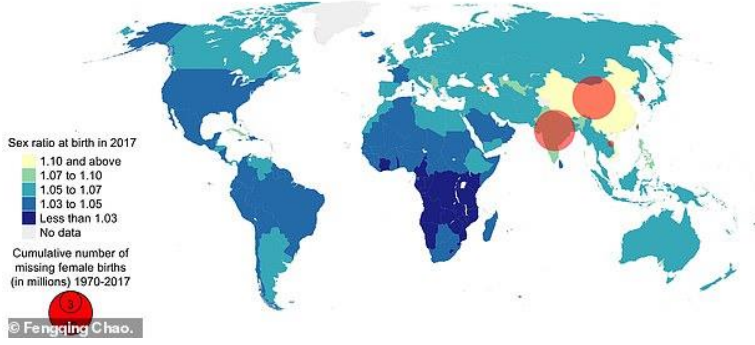 Sex ratio at birth in 2017
1.10 and above
1.07 to 1.10
1.05 to 1.07
1.03 to 1.05
Less than 1.03
No data
Cumulative number of
missing female births
(in millions) 1970-2017
3
© Fengqing Chao.